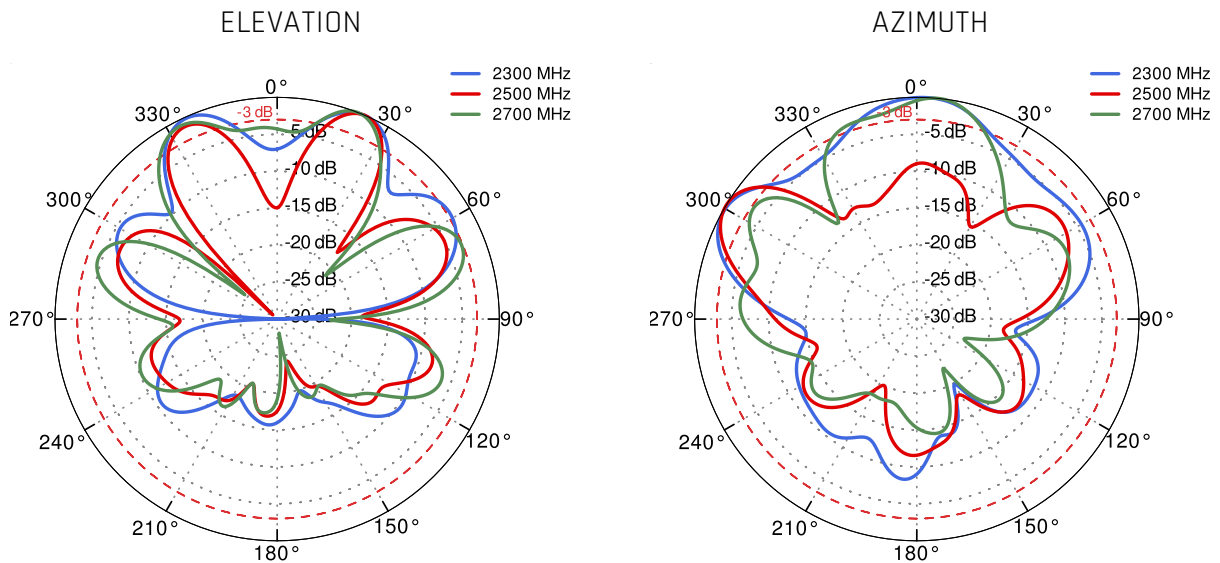 ELEVATION
2300 MHz
2500 MHz
2700 MHz
0°
330°
-3 dB
30°
5 dB
-10 dB
300°
-15 dB
60°
-20 dB
-25 dB
270°
-30 dB
90°
240°
120°
210°
150°
180°
AZIMUTH
2300 MHz
2500 MHz
2700 MHz
0°
330°
3 dB
30°
-5 dB
-10 dB
300°
-15 dB
60°
-20 dB
-25 dB
270°
-30 dB
90°
240°
120°
210°
150°
180°